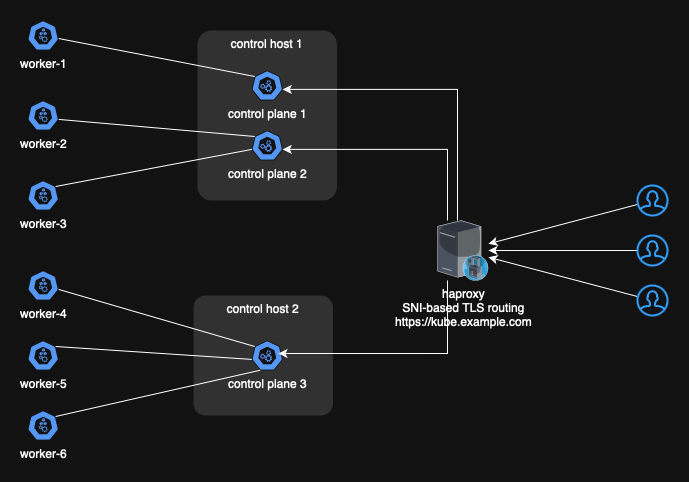 control host 1
worker-1
control plane 1
worker-2
control plane 2
worker-3
haproxy
SNI-based TLS routing
https://kube.example.com
control host 2
worker-4
worker-5
control plane 3
worker-6